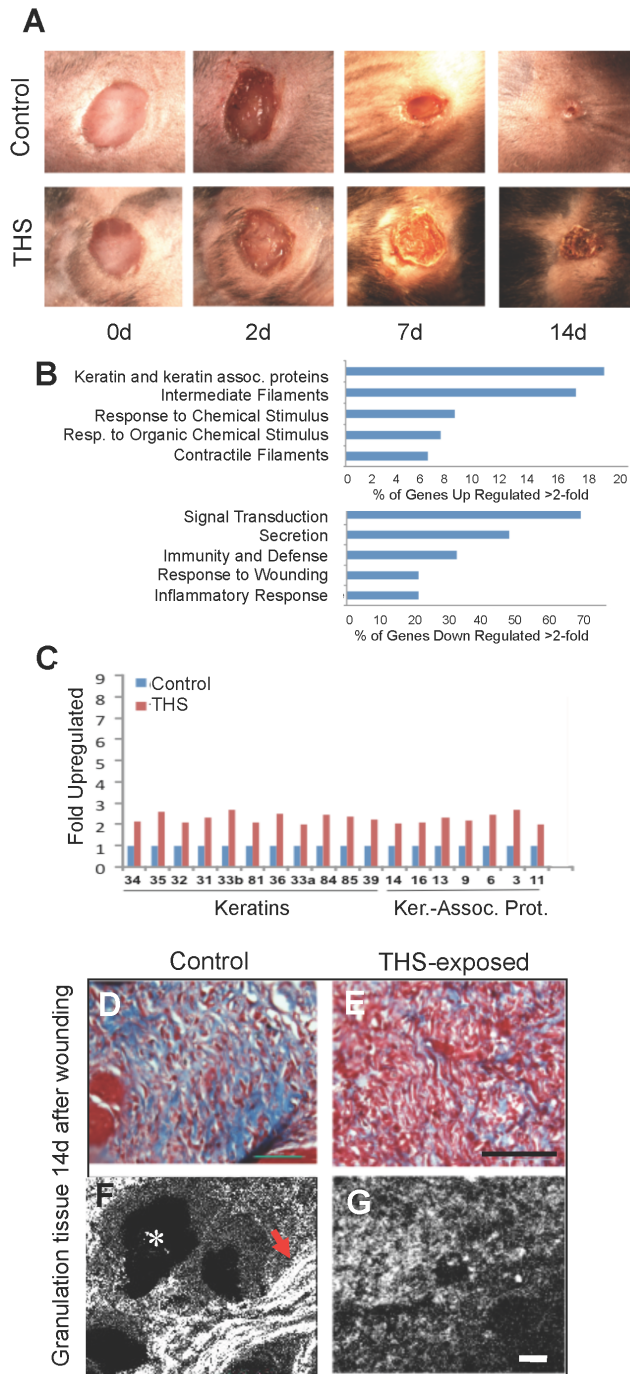 A
Control
THS
0d 2d 7d 14d
B
Keratin and keratin assoc. proteins
Intermediate Filaments
Response to Chemical Stimulus
Resp. to Organic Chemical Stimulus
Contractile Filaments
0 2 4 6 8 10 12 14 16 18 20
% of Genes Up Regulated >2-fold
Signal Transduction
Secretion
Immunity and Defense
Response to Wounding
Inflammatory Response
0 10 20 30 40 50 60 70
% of Genes Down Regulated >2-fold
C
Fold Upregulated
9
8
7
6
5
4
3
2
1
0
Control
THS
34 35 32 31 33b 81 36 33a 84 85 39 14 16 13 9 6 3 11
Keratins Ker.-Assoc. Prot.
Control THS-exposed
Granulation tissue 14d after wounding
D E
F G
*